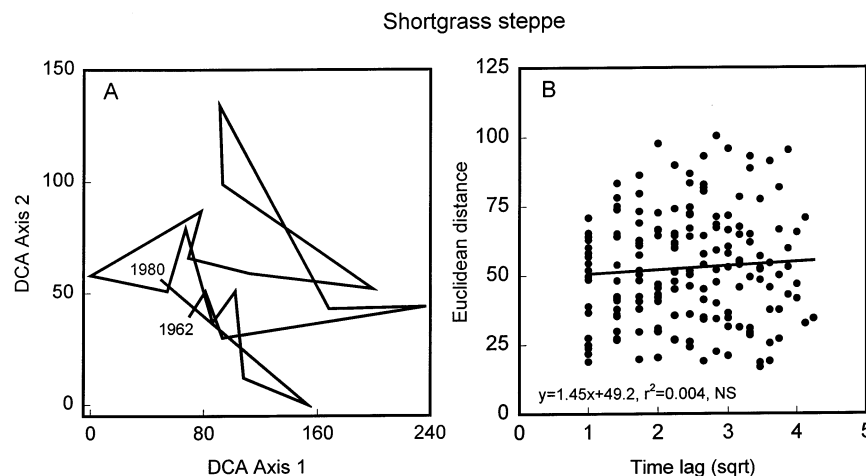 Shortgrass steppe
A
150
100
50
0
DCA Axis 2
1980
1962
0 80 160 240
DCA Axis 1
B
125
100
75
50
25
0
Euclidean distance
y=1.45x+49.2, r²=0.004, NS
0 1 2 3 4 5
Time lag (sqrt)